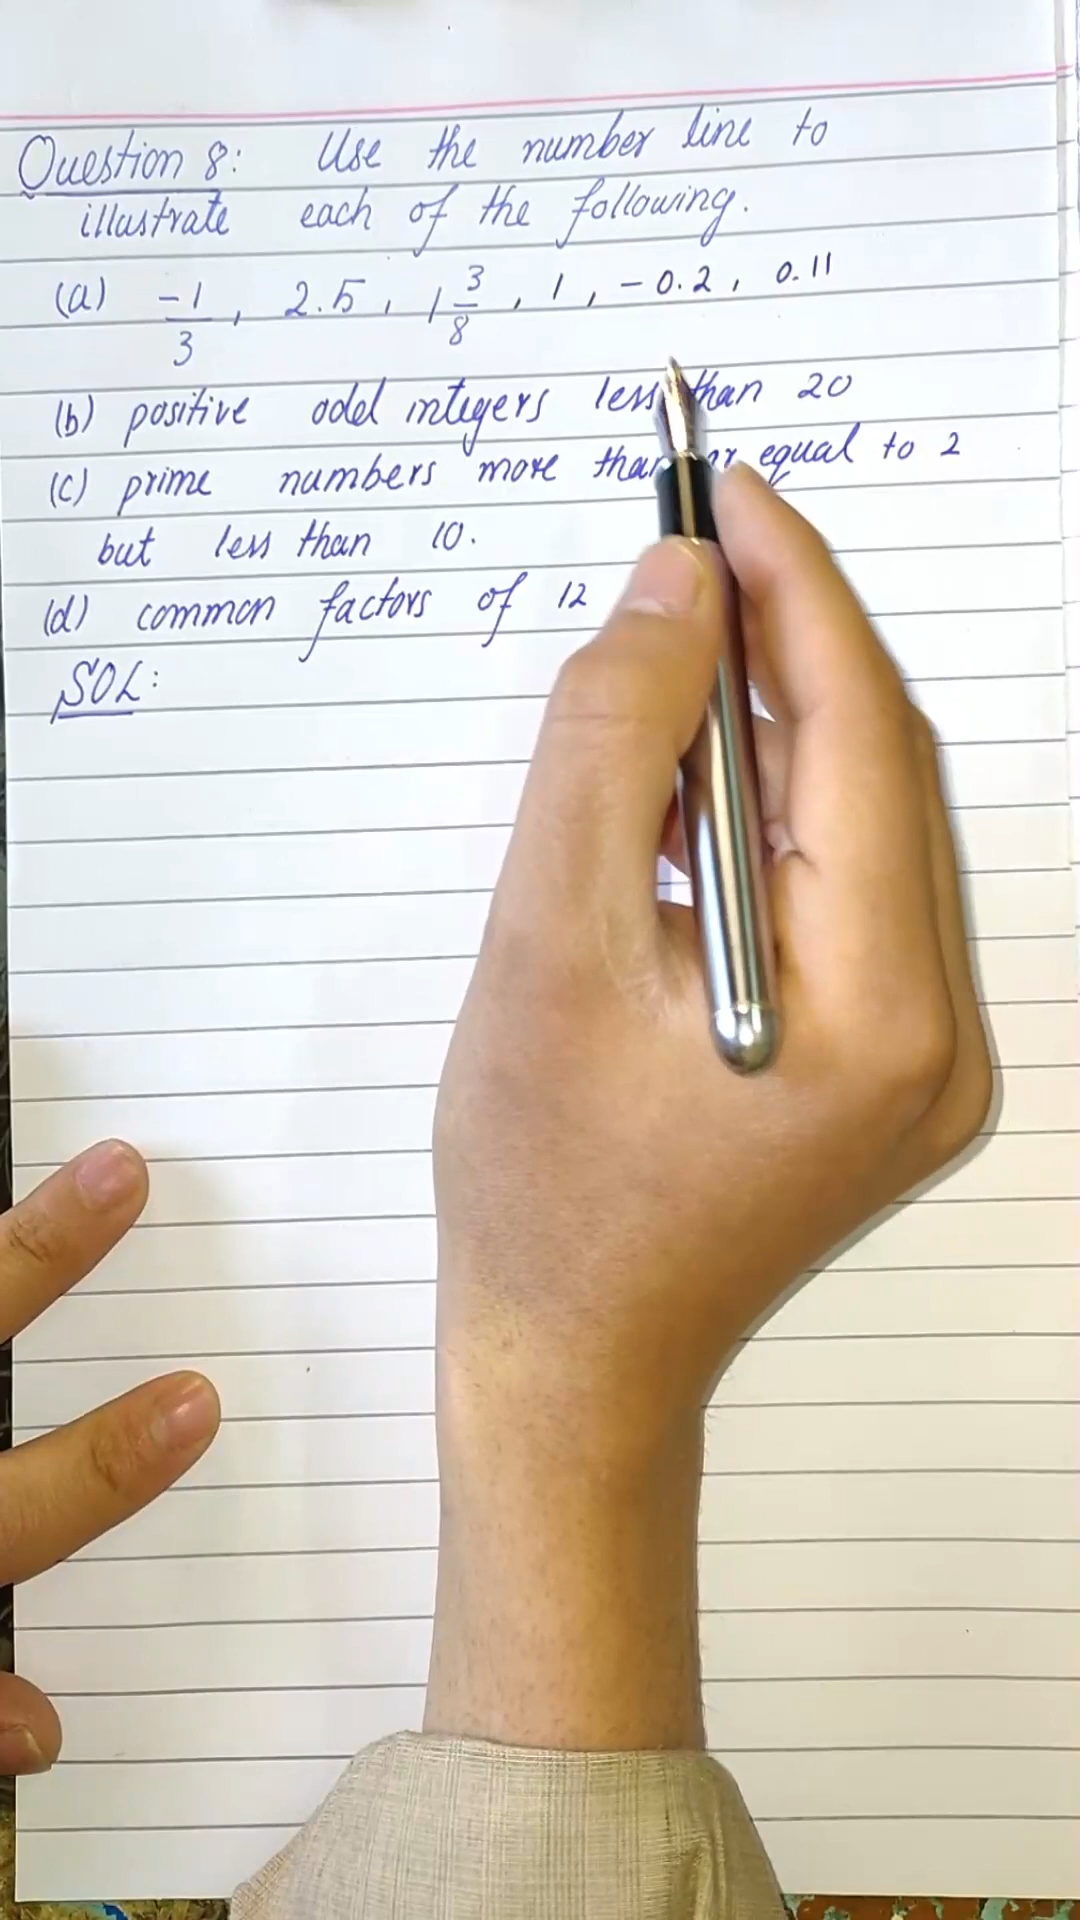 Question 8: Use the number line to
illustrate each of the following.
(a) -1/3, 2.5, 1 3/8, 1, -0.2, 0.11
(b) positive odd integers less than 20
(c) prime numbers more than or equal to 2
but less than 10.
(d) common factors of 12
SOL: